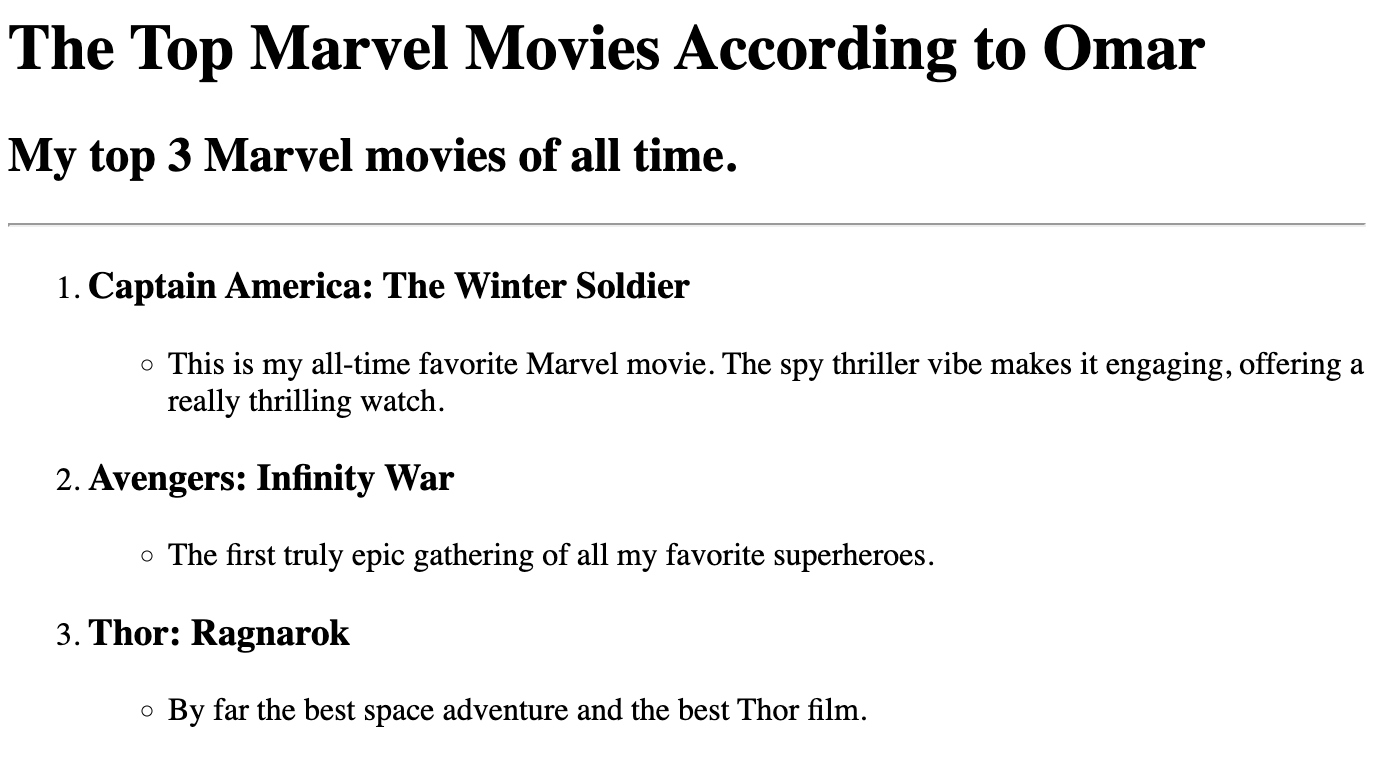 The Top Marvel Movies According to Omar
My top 3 Marvel movies of all time.
1. Captain America: The Winter Soldier
This is my all-time favorite Marvel movie. The spy thriller vibe makes it engaging, offering a
really thrilling watch.
2. Avengers: Infinity War
The first truly epic gathering of all my favorite superheroes.
3. Thor: Ragnarok
By far the best space adventure and the best Thor film.